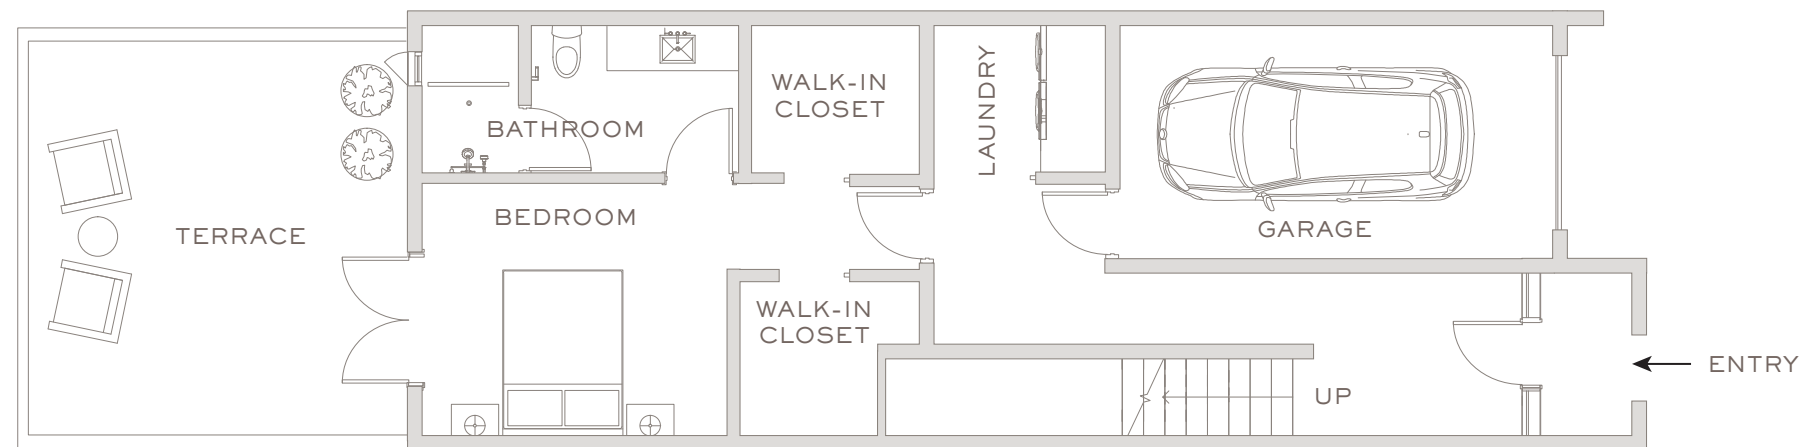 WALK-IN
CLOSET
LAUNDRY
BATHROOM
BEDROOM
TERRACE
GARAGE
WALK-IN
CLOSET
UP
ENTRY